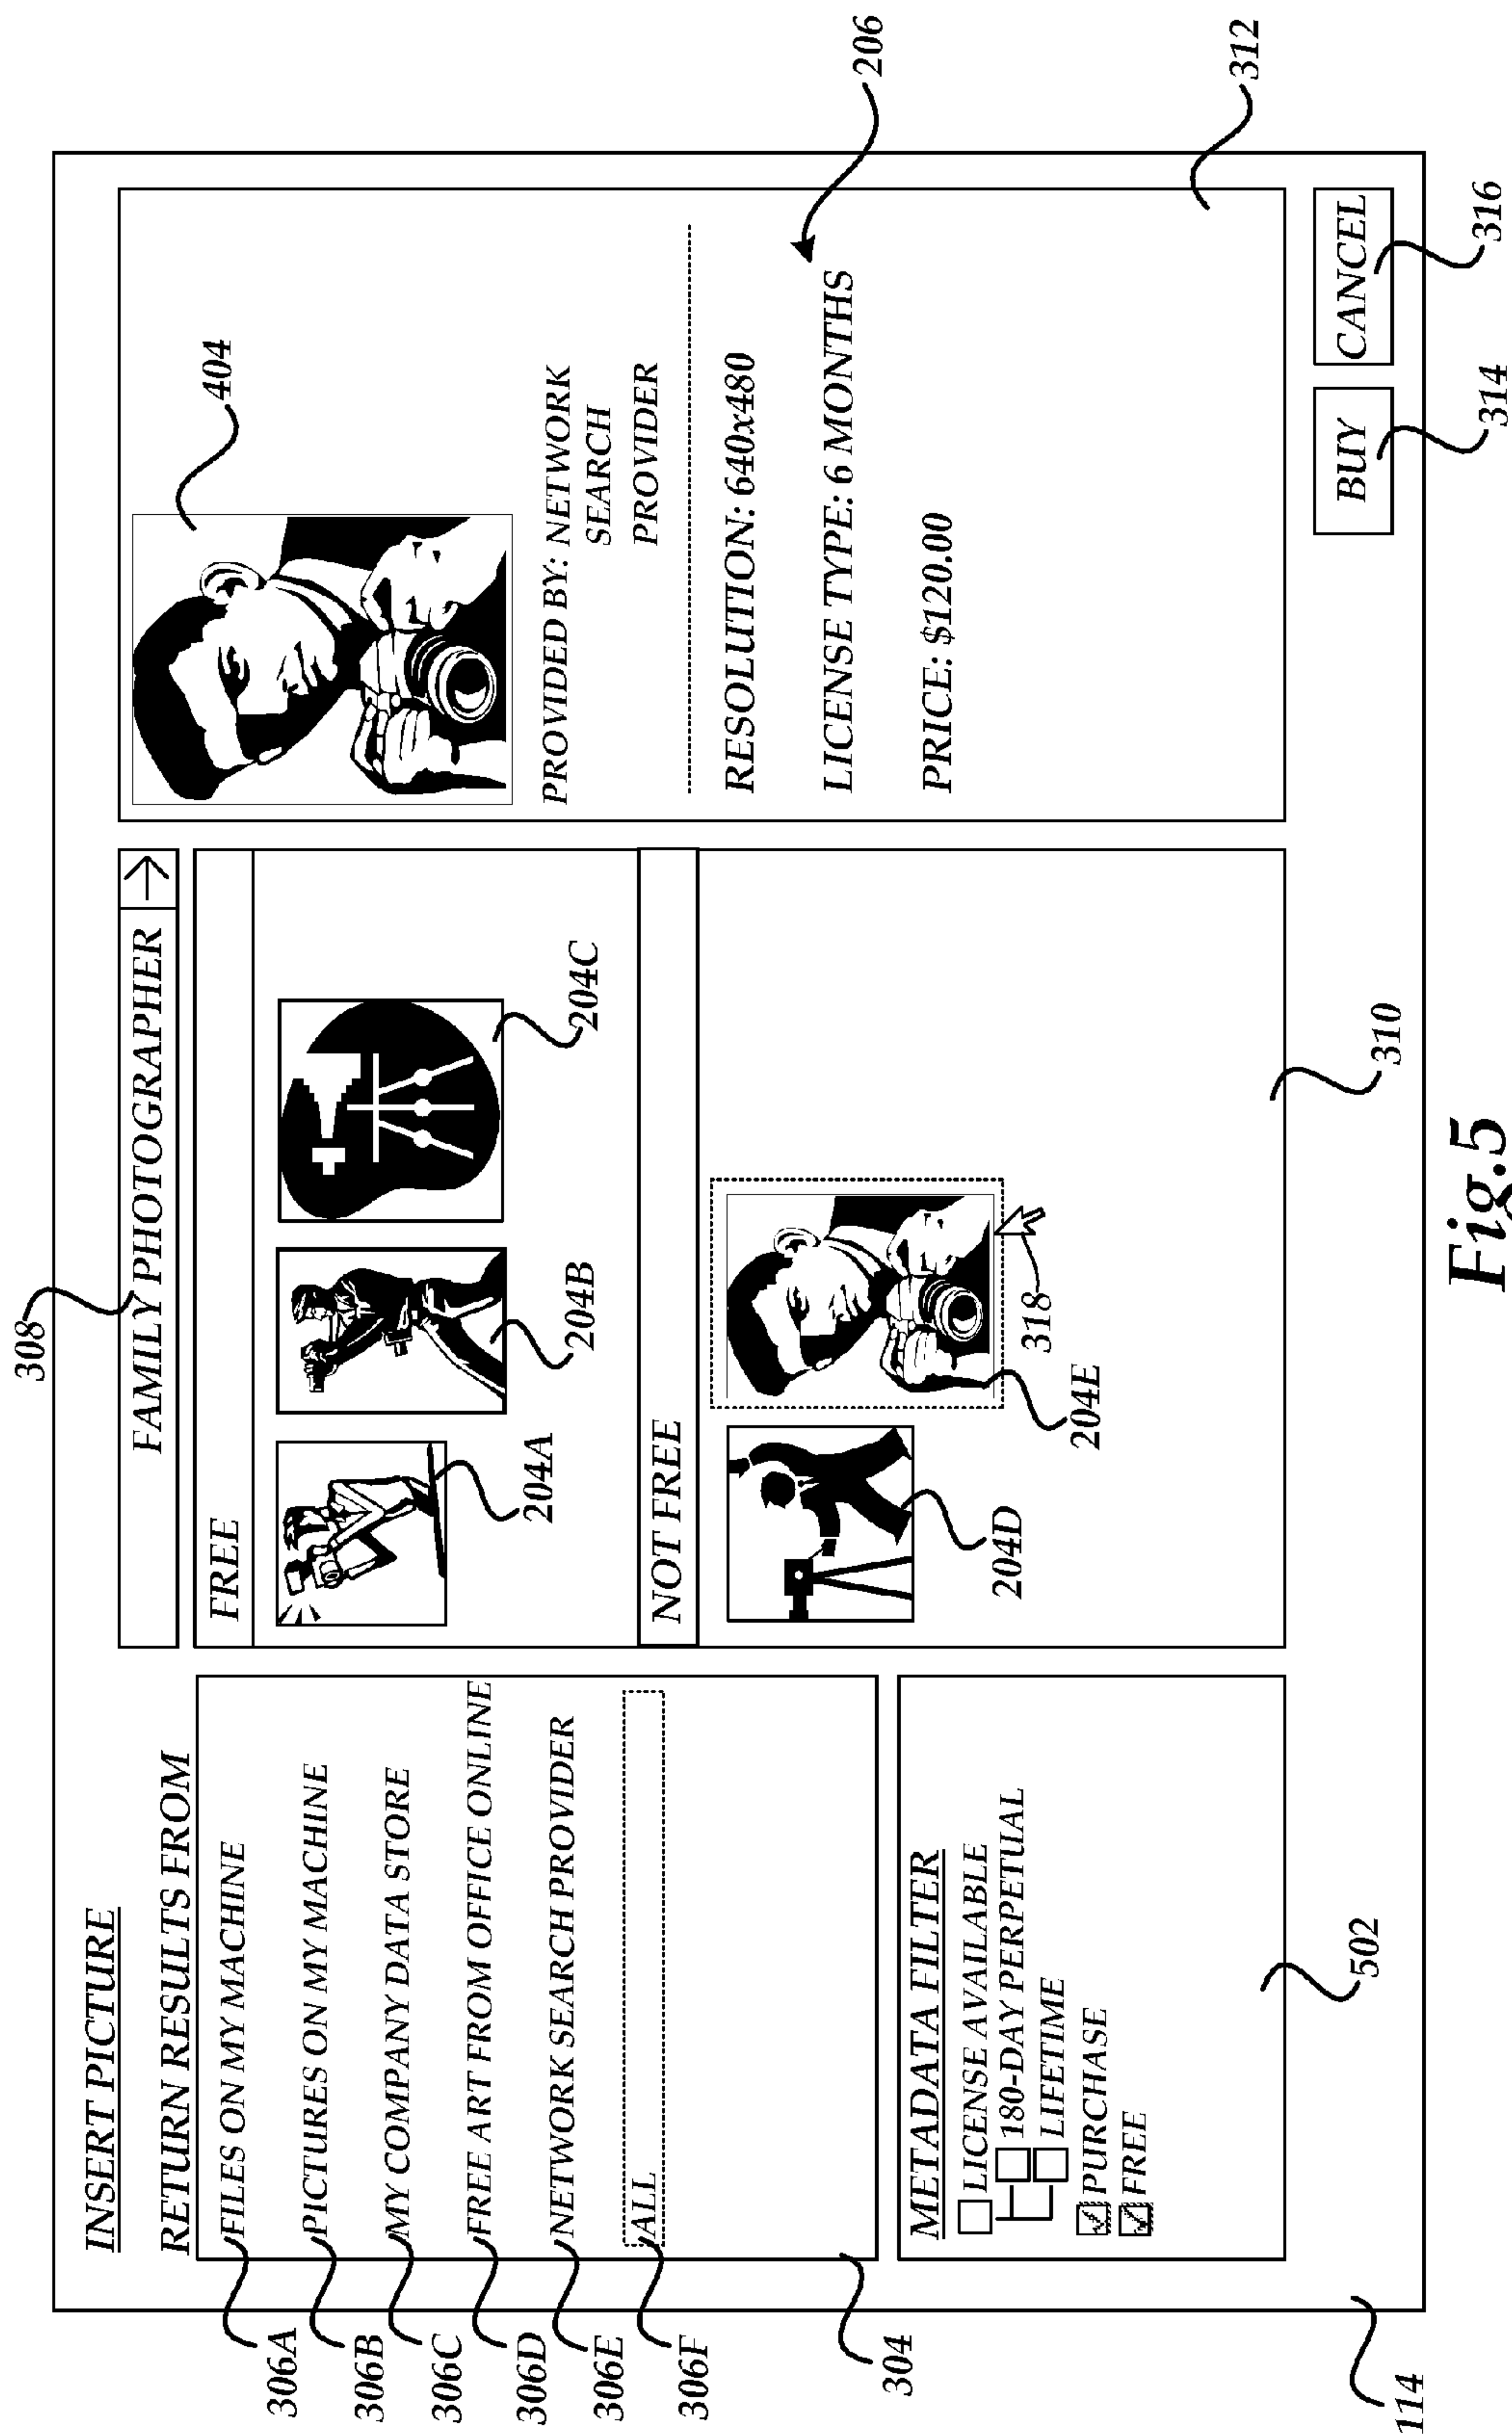 308
INSERT PICTURE
RETURN RESULTS FROM
306A
FILES ON MY MACHINE
306B
PICTURES ON MY MACHINE
306C
MY COMPANY DATA STORE
306D
FREE ART FROM OFFICE ONLINE
306E
NETWORK SEARCH PROVIDER
306F
ALL
304
METADATA FILTER
LICENSE AVAILABLE
180-DAY PERPETUAL
LIFETIME
PURCHASE
FREE
502
114
FAMILY PHOTOGRAPHER
FREE
204A
204B
204C
NOT FREE
204D
204E
318
310
404
PROVIDED BY: NETWORK
SEARCH
PROVIDER
206
RESOLUTION: 640x480
LICENSE TYPE: 6 MONTHS
PRICE: $120.00
312
BUY
CANCEL
314
316
Fig.5